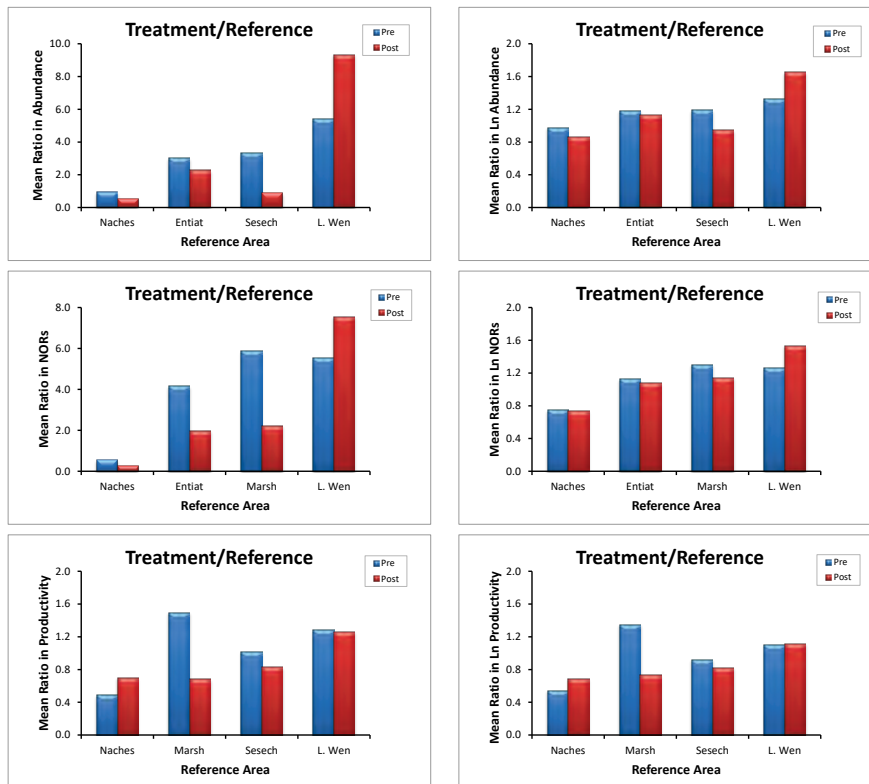 Treatment/Reference
Pre
Post
Mean Ratio in Abundance
10.0
8.0
6.0
4.0
2.0
0.0
Naches Entiat Sesech L. Wen
Reference Area
Treatment/Reference
Pre
Post
Mean Ratio in Ln Abundance
2.0
1.6
1.2
0.8
0.4
0.0
Naches Entiat Sesech L. Wen
Reference Area
Treatment/Reference
Pre
Post
Mean Ratio in NORs
8.0
6.0
4.0
2.0
0.0
Naches Entiat Marsh L. Wen
Reference Area
Treatment/Reference
Pre
Post
Mean Ratio in Ln NORs
2.0
1.6
1.2
0.8
0.4
0.0
Naches Entiat Marsh L. Wen
Reference Area
Treatment/Reference
Pre
Post
Mean Ratio in Productivity
2.0
1.6
1.2
0.8
0.4
0.0
Naches Marsh Sesech L. Wen
Reference Area
Treatment/Reference
Pre
Post
Mean Ratio in Ln Productivity
2.0
1.6
1.2
0.8
0.4
0.0
Naches Marsh Sesech L. Wen
Reference Area